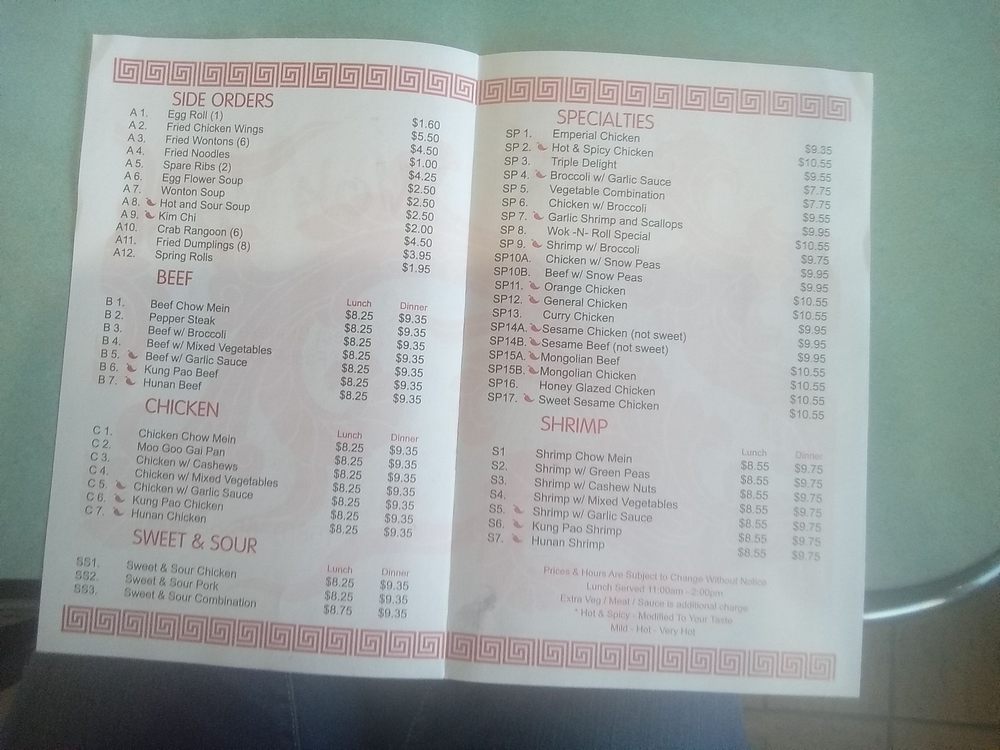 SIDE ORDERS
A 1. Egg Roll (1) $1.60
A 2. Fried Chicken Wings $5.50
A 3. Fried Wontons (6) $4.50
A 4. Fried Noodles $1.00
A 5. Spare Ribs (2) $4.25
A 6. Egg Flower Soup $2.50
A 7. Wonton Soup $2.50
A 8. Hot and Sour Soup $2.50
A 9. Kim Chi $2.00
A10. Crab Rangoon (6) $4.50
A11. Fried Dumplings (8) $3.95
A12. Spring Rolls $1.95
BEEF
Lunch Dinner
B 1. Beef Chow Mein $8.25 $9.35
B 2. Pepper Steak $8.25 $9.35
B 3. Beef w/ Broccoli $8.25 $9.35
B 4. Beef w/ Mixed Vegetables $8.25 $9.35
B 5. Beef w/ Garlic Sauce $8.25 $9.35
B 6. Kung Pao Beef $8.25 $9.35
B 7. Hunan Beef $8.25 $9.35
CHICKEN
Lunch Dinner
C 1. Chicken Chow Mein $8.25 $9.35
C 2. Moo Goo Gai Pan $8.25 $9.35
C 3. Chicken w/ Cashews $8.25 $9.35
C 4. Chicken w/ Mixed Vegetables $8.25 $9.35
C 5. Chicken w/ Garlic Sauce $8.25 $9.35
C 6. Kung Pao Chicken $8.25 $9.35
C 7. Hunan Chicken $8.25 $9.35
SWEET & SOUR
Lunch Dinner
SS1. Sweet & Sour Chicken $8.25 $9.35
SS2. Sweet & Sour Pork $8.25 $9.35
SS3. Sweet & Sour Combination $8.75 $9.35
SPECIALTIES
SP 1. Emperial Chicken $9.35
SP 2. Hot & Spicy Chicken $10.55
SP 3. Triple Delight $9.55
SP 4. Broccoli w/ Garlic Sauce $7.75
SP 5. Vegetable Combination $7.75
SP 6. Chicken w/ Broccoli $9.55
SP 7. Garlic Shrimp and Scallops $9.95
SP 8. Wok -N- Roll Special $10.55
SP 9. Shrimp w/ Broccoli $9.75
SP10A. Chicken w/ Snow Peas $9.95
SP10B. Beef w/ Snow Peas $9.95
SP11. Orange Chicken $10.55
SP12. General Chicken $10.55
SP13. Curry Chicken $9.95
SP14A. Sesame Chicken (not sweet) $9.95
SP14B. Sesame Beef (not sweet) $9.95
SP15A. Mongolian Beef $10.55
SP15B. Mongolian Chicken $10.55
SP16. Honey Glazed Chicken $10.55
SP17. Sweet Sesame Chicken $10.55
SHRIMP
Lunch Dinner
S1 Shrimp Chow Mein $8.55 $9.75
S2. Shrimp w/ Green Peas $8.55 $9.75
S3. Shrimp w/ Cashew Nuts $8.55 $9.75
S4. Shrimp w/ Mixed Vegetables $8.55 $9.75
S5. Shrimp w/ Garlic Sauce $8.55 $9.75
S6. Kung Pao Shrimp $8.55 $9.75
S7. Hunan Shrimp $8.55 $9.75
Prices & Hours Are Subject to Change Without Notice
Lunch Served 11:00am - 2:00pm
Extra Veg / Meat / Sauce is additional charge
* Hot & Spicy - Modified To Your Taste
Mild - Hot - Very Hot